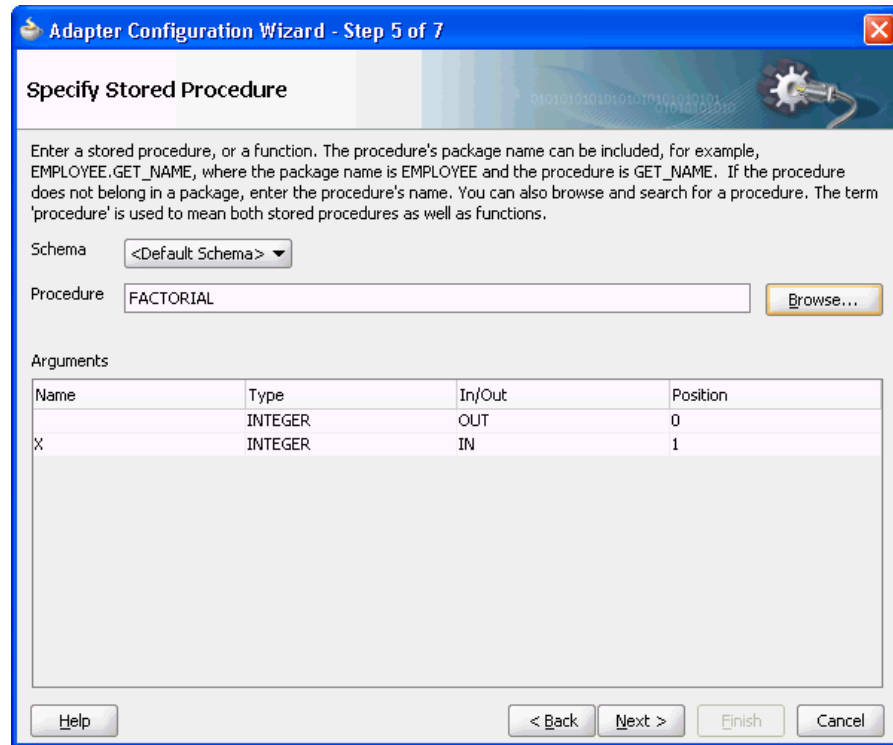 Adapter Configuration Wizard - Step 5 of 7
Specify Stored Procedure
Enter a stored procedure, or a function. The procedure's package name can be included, for example,
EMPLOYEE.GET_NAME, where the package name is EMPLOYEE and the procedure is GET_NAME. If the procedure
does not belong in a package, enter the procedure's name. You can also browse and search for a procedure. The term
'procedure' is used to mean both stored procedures as well as functions.
Schema <Default Schema>
Procedure FACTORIAL Browse...
Arguments
Name Type In/Out Position
INTEGER OUT 0
X INTEGER IN 1
Help < Back Next > Finish Cancel